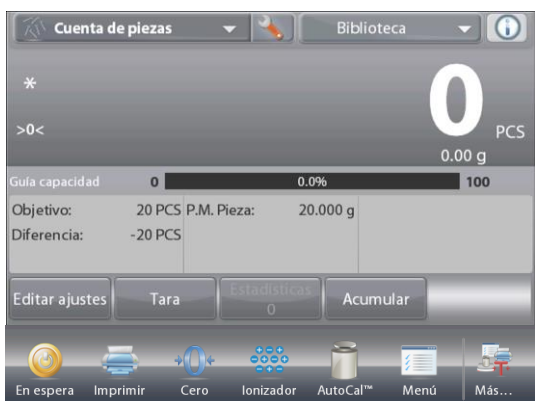 Cuenta de piezas Biblioteca
*
0
>0< PCS
0.00 g
Guía capacidad 0 0.0% 100
Objetivo: 20 PCS P.M. Pieza: 20.000 g
Diferencia: -20 PCS
Editar ajustes Tara Estadísticas Acumular
0
En espera Imprimir Cero Ionizador AutoCal™ Menú Más...